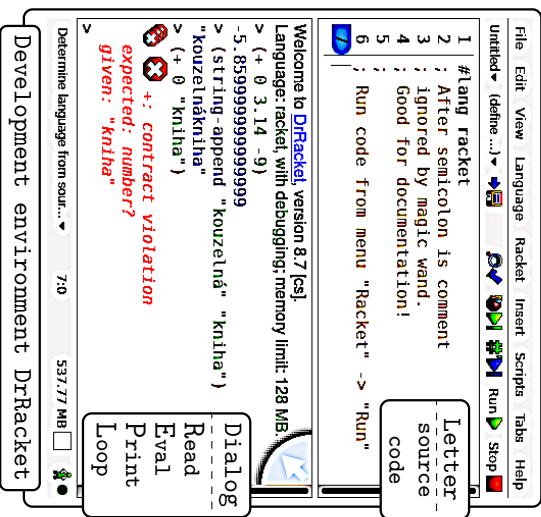 File Edit View Language Racket Insert Scripts Tabs Help
Untitled▾ (define ...)▾ Run Stop
1 #lang racket
2 ; After semicolon is comment
3 ; ignored by magic wand.
4 ; Good for documentation!
5 ;
6 ; Run code from menu "Racket" -> "Run"
7
Letter
source
code
Welcome to DrRacket, version 8.7 [cs].
Language: racket, with debugging; memory limit: 128 MB.
> (+ 0 3.14 -9)
-5.859999999999999
> (string-append "kouzelná" "kniha")
"kouzelnákniha"
> (+ 0 "kniha")
+: contract violation
expected: number?
given: "kniha"
>
Dialog
Read
Eval
Print
Loop
Determine language from sour... ▾ 7:0 537.77 MB
Development environment DrRacket